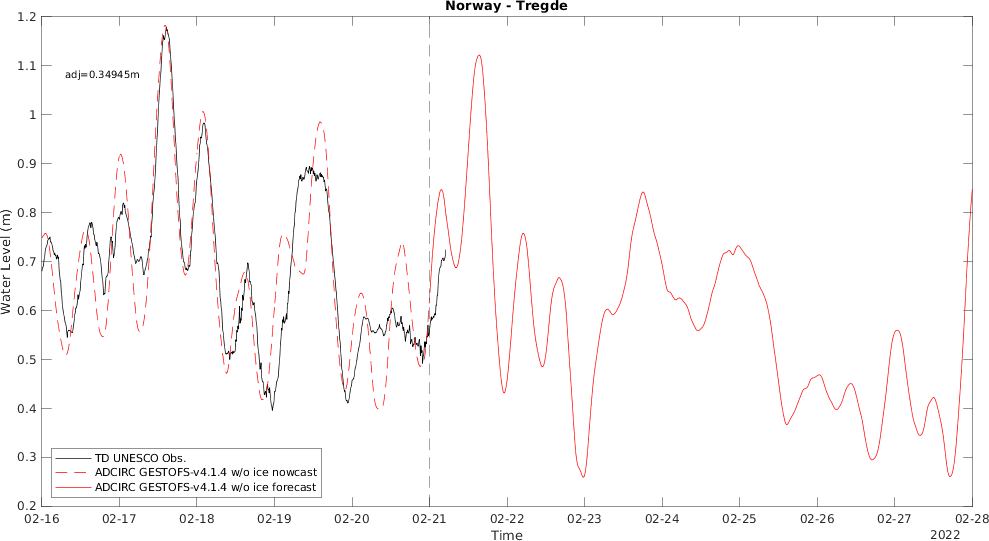 Norway - Tregde
1.2
1.1
1
0.9
0.8
0.7
0.6
0.5
0.4
0.3
0.2
Water Level (m)
adj=0.34945m
TD UNESCO Obs.
ADCIRC GESTOFS-v4.1.4 w/o ice nowcast
ADCIRC GESTOFS-v4.1.4 w/o ice forecast
02-16 02-17 02-18 02-19 02-20 02-21 02-22 02-23 02-24 02-25 02-26 02-27 02-28
Time
2022